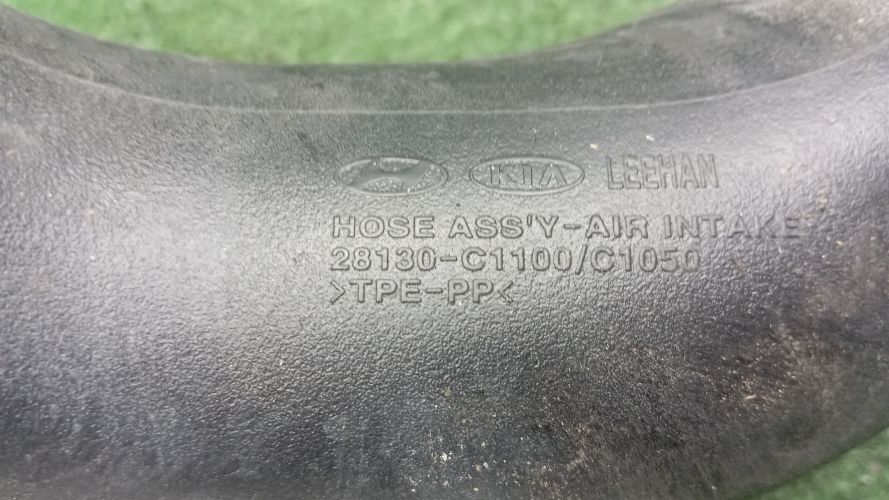 KIA LEEHAN
HOSE ASS'Y-AIR INTAKE
28130-C1100/C1050
>TPE-PP<